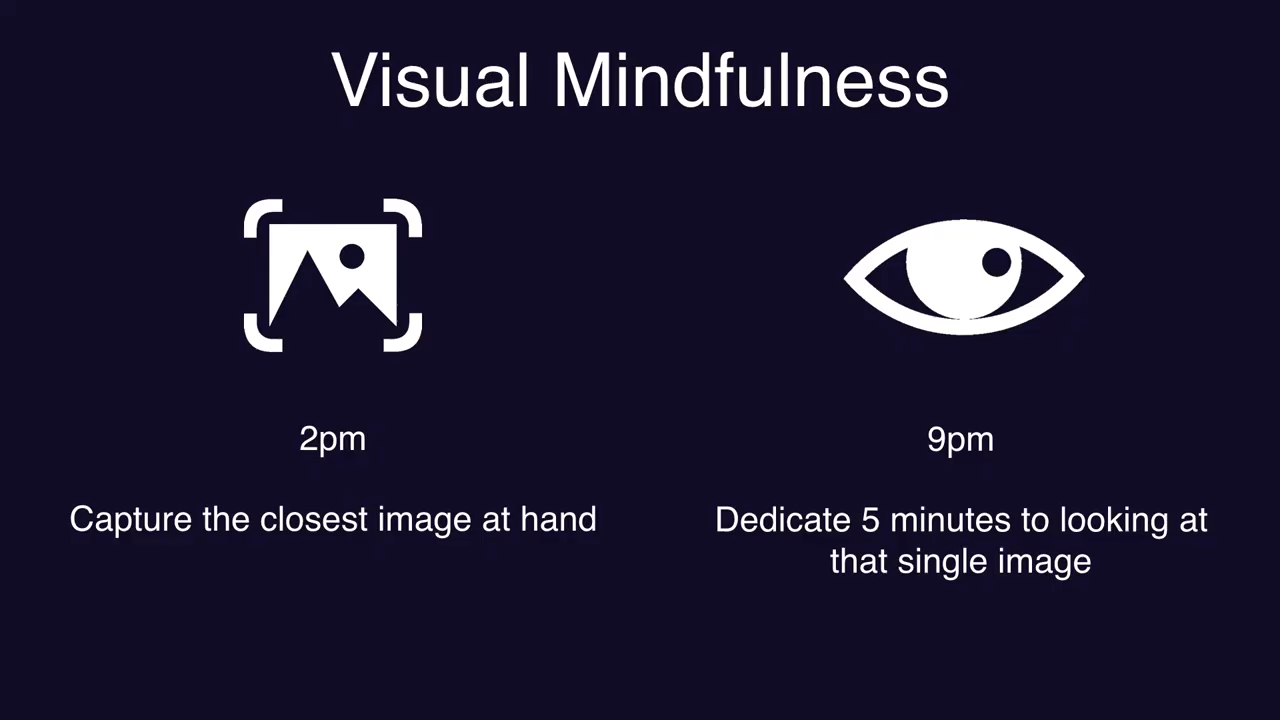 Visual Mindfulness
2pm
Capture the closest image at hand
9pm
Dedicate 5 minutes to looking at
that single image